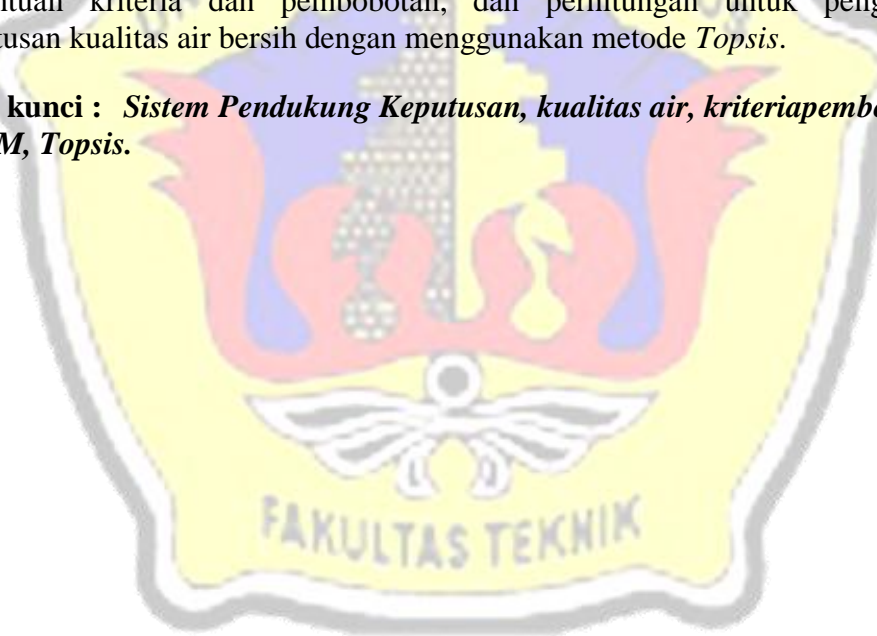 tuan kriteria dan pembobotan, dan perhitungan untuk peng
tusan kualitas air bersih dengan menggunakan metode Topsis.
kunci : Sistem Pendukung Keputusan, kualitas air, kriteriapembo
M, Topsis.
FAKULTAS TEKNIK